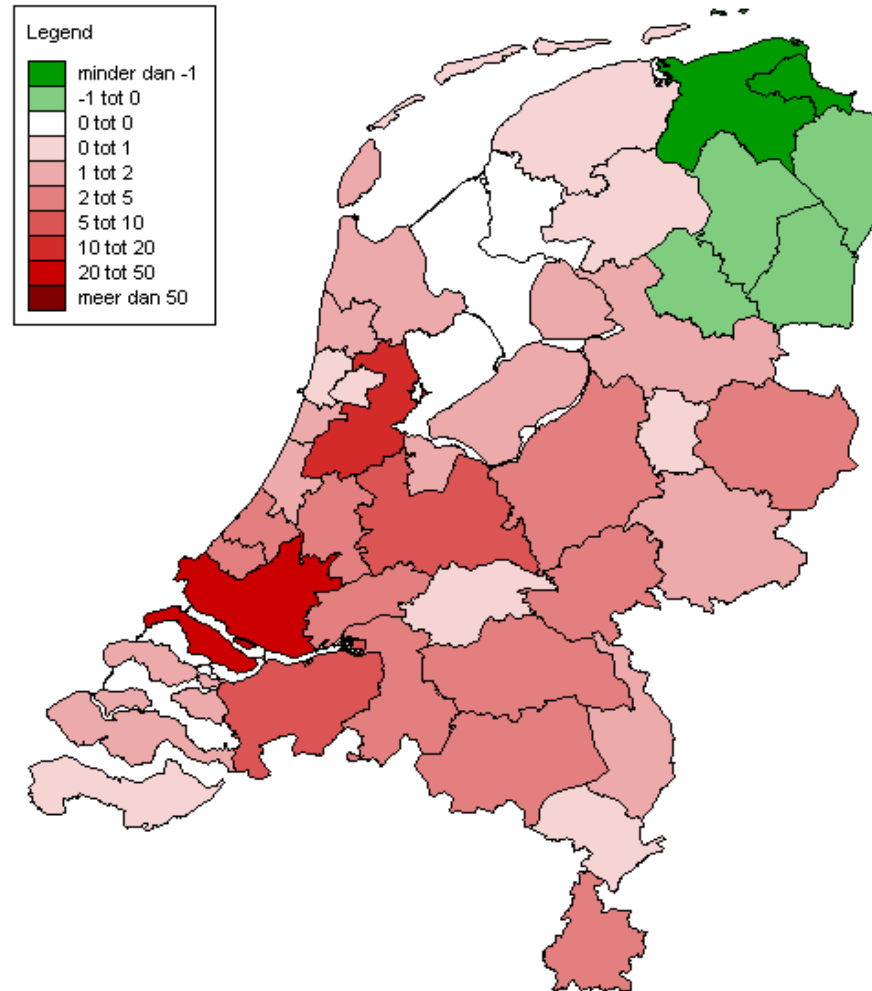 Legend
minder dan -1
-1 tot 0
0 tot 0
0 tot 1
1 tot 2
2 tot 5
5 tot 10
10 tot 20
20 tot 50
meer dan 50